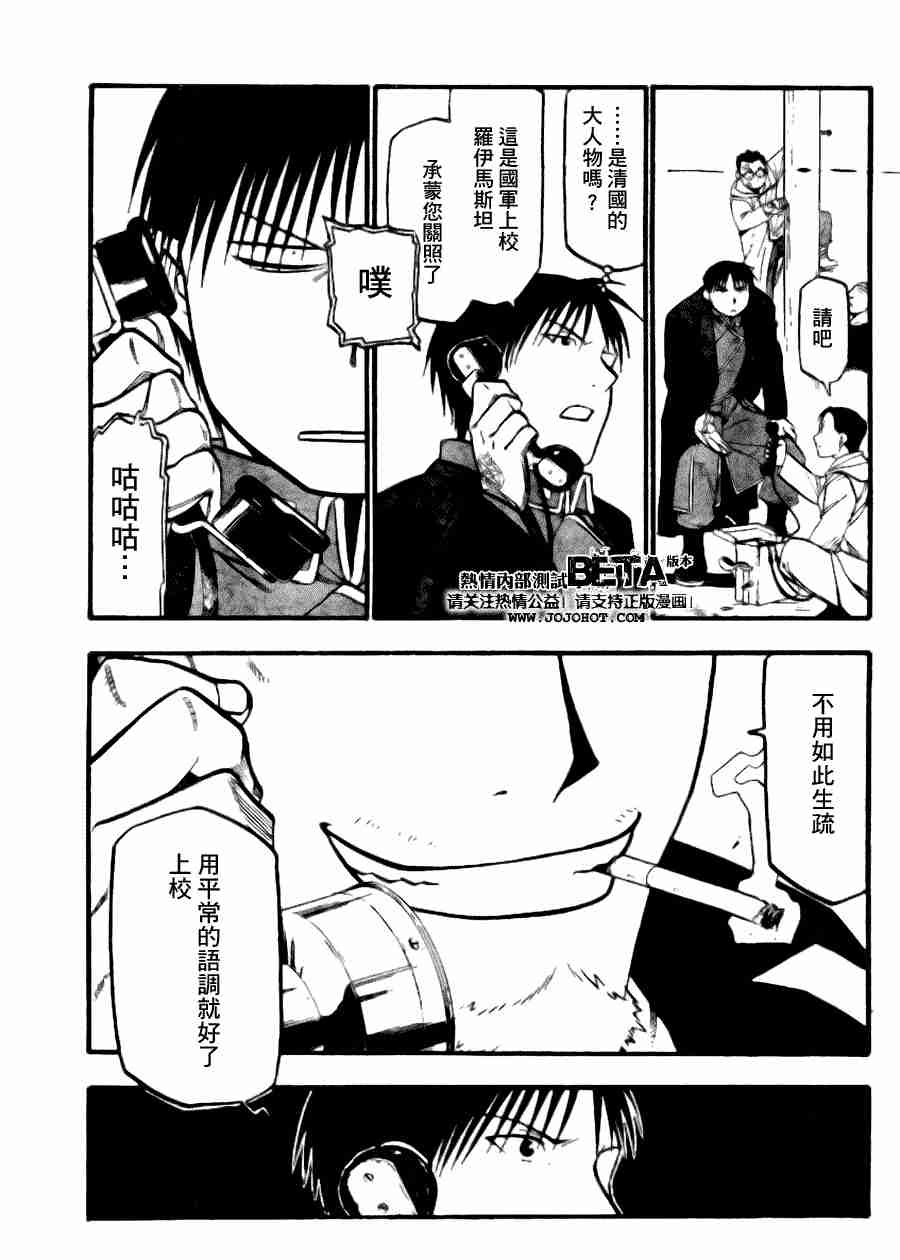 請吧
……是清國的
大人物嗎？
這是國軍上校
羅伊馬斯坦
承蒙您關照了
噗
咕咕咕…
熱情內部測試BETA版本
请关注热情公益| 请支持正版漫画|
WWW.JOJOHOT.COM
不用如此生疏
用平常的語調就好了
上校